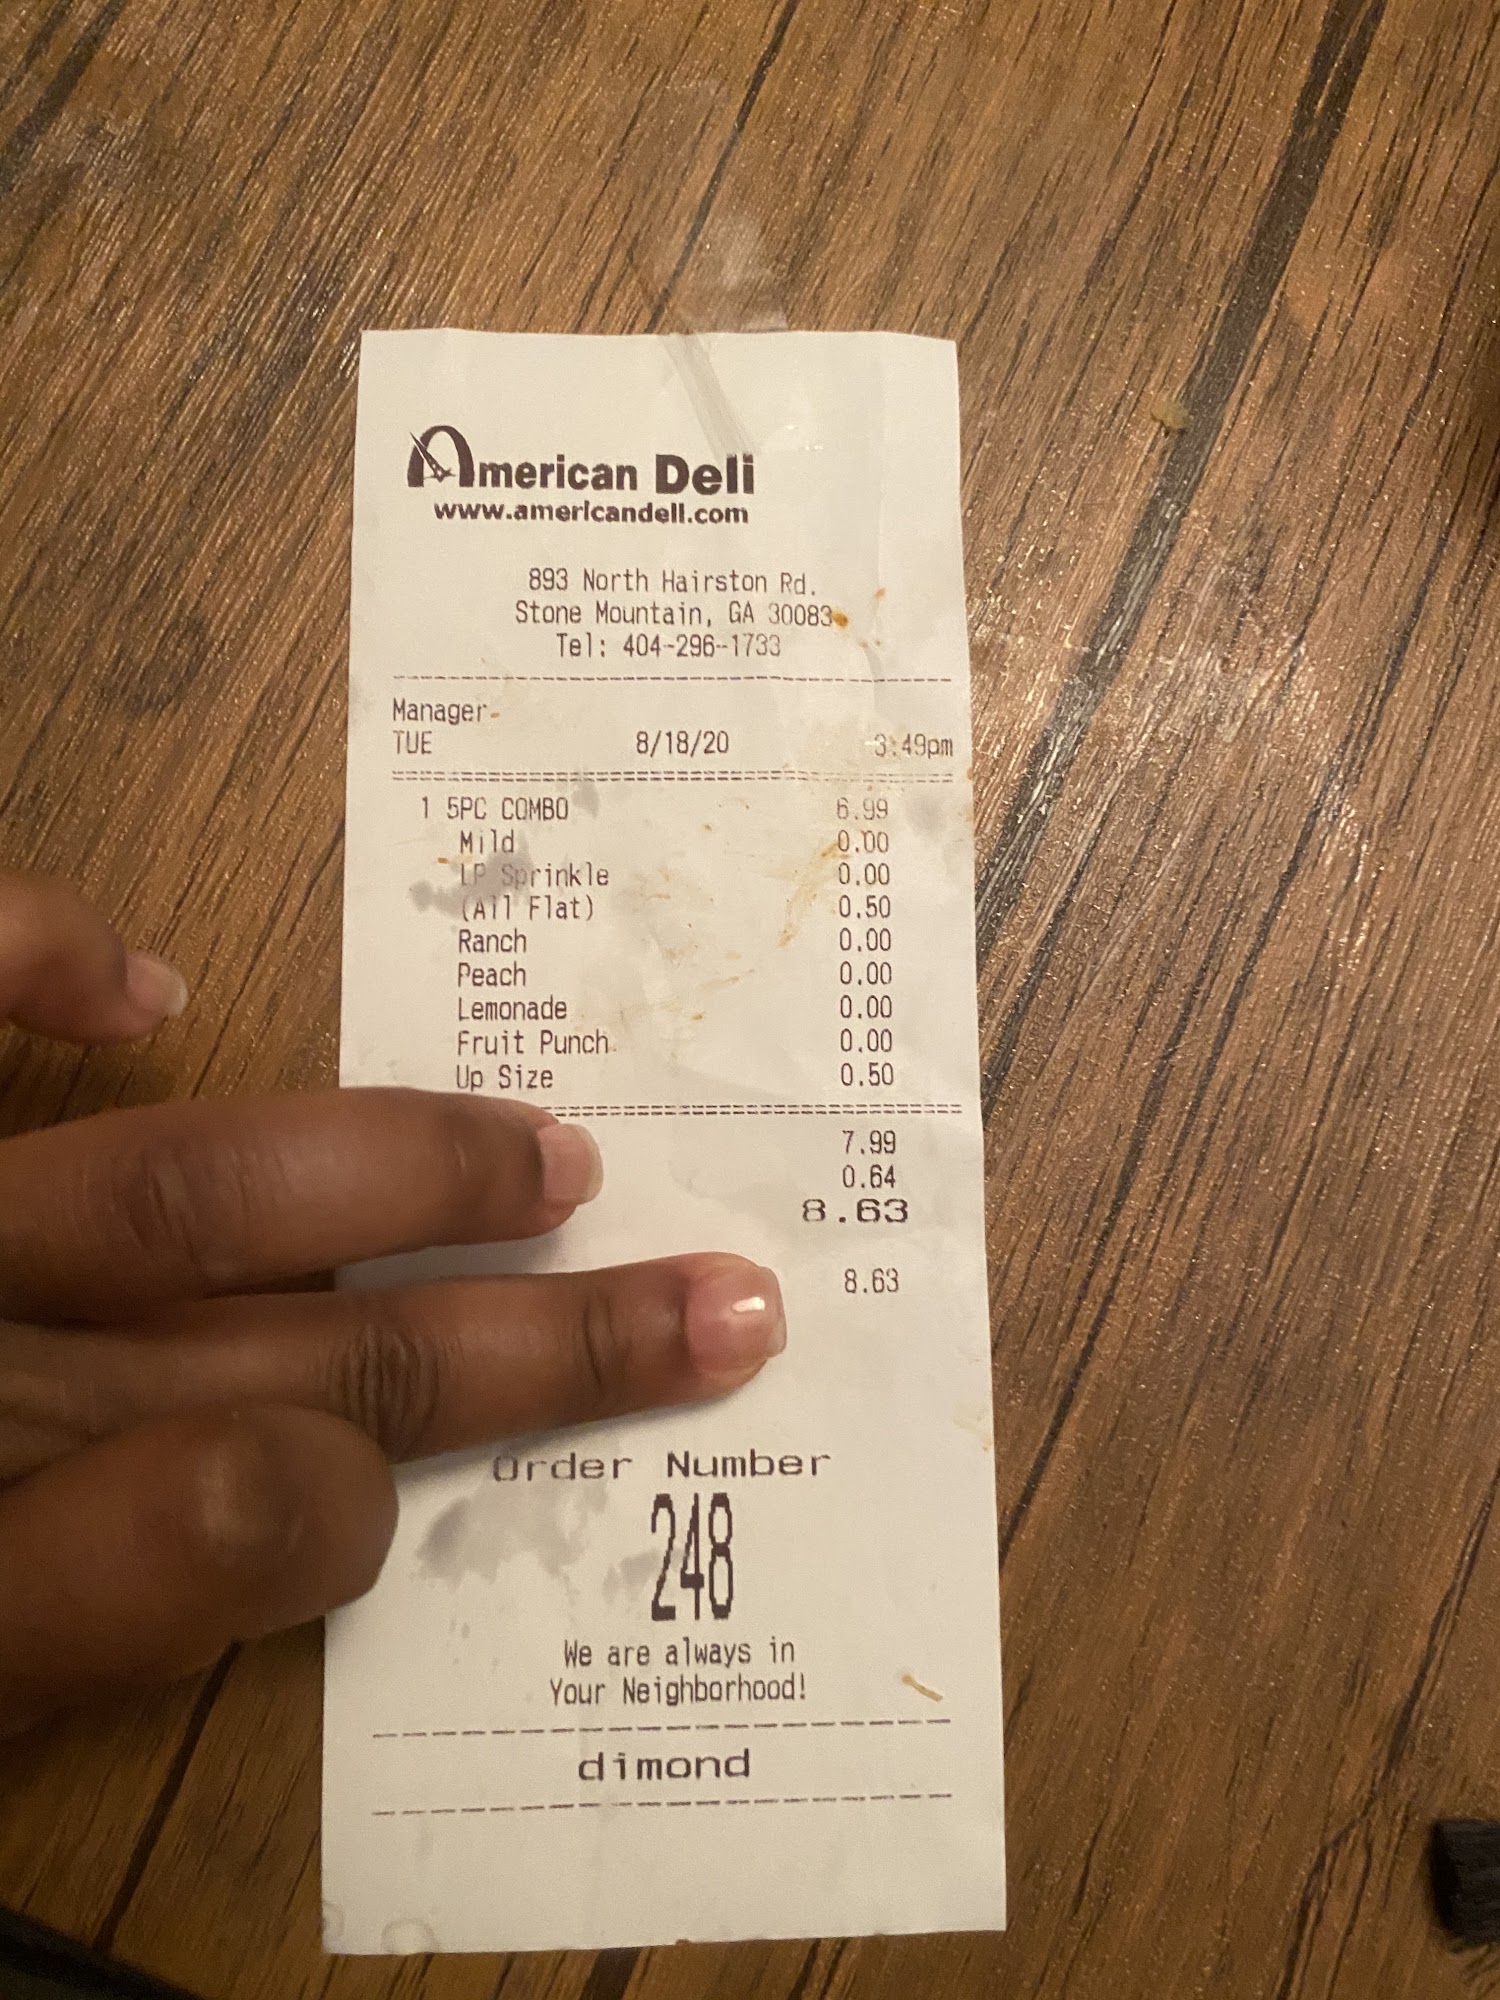 American Deli
www.americandeli.com
893 North Hairston Rd.
Stone Mountain, GA 30083
Tel: 404-296-1733
Manager
TUE 8/18/20 3:49pm
1 5PC COMBO 6.99
Mild 0.00
LP Sprinkle 0.00
(All Flat) 0.50
Ranch 0.00
Peach 0.00
Lemonade 0.00
Fruit Punch 0.00
Up Size 0.50
7.99
0.64
8.63
8.63
Order Number
248
We are always in
Your Neighborhood!
dimond